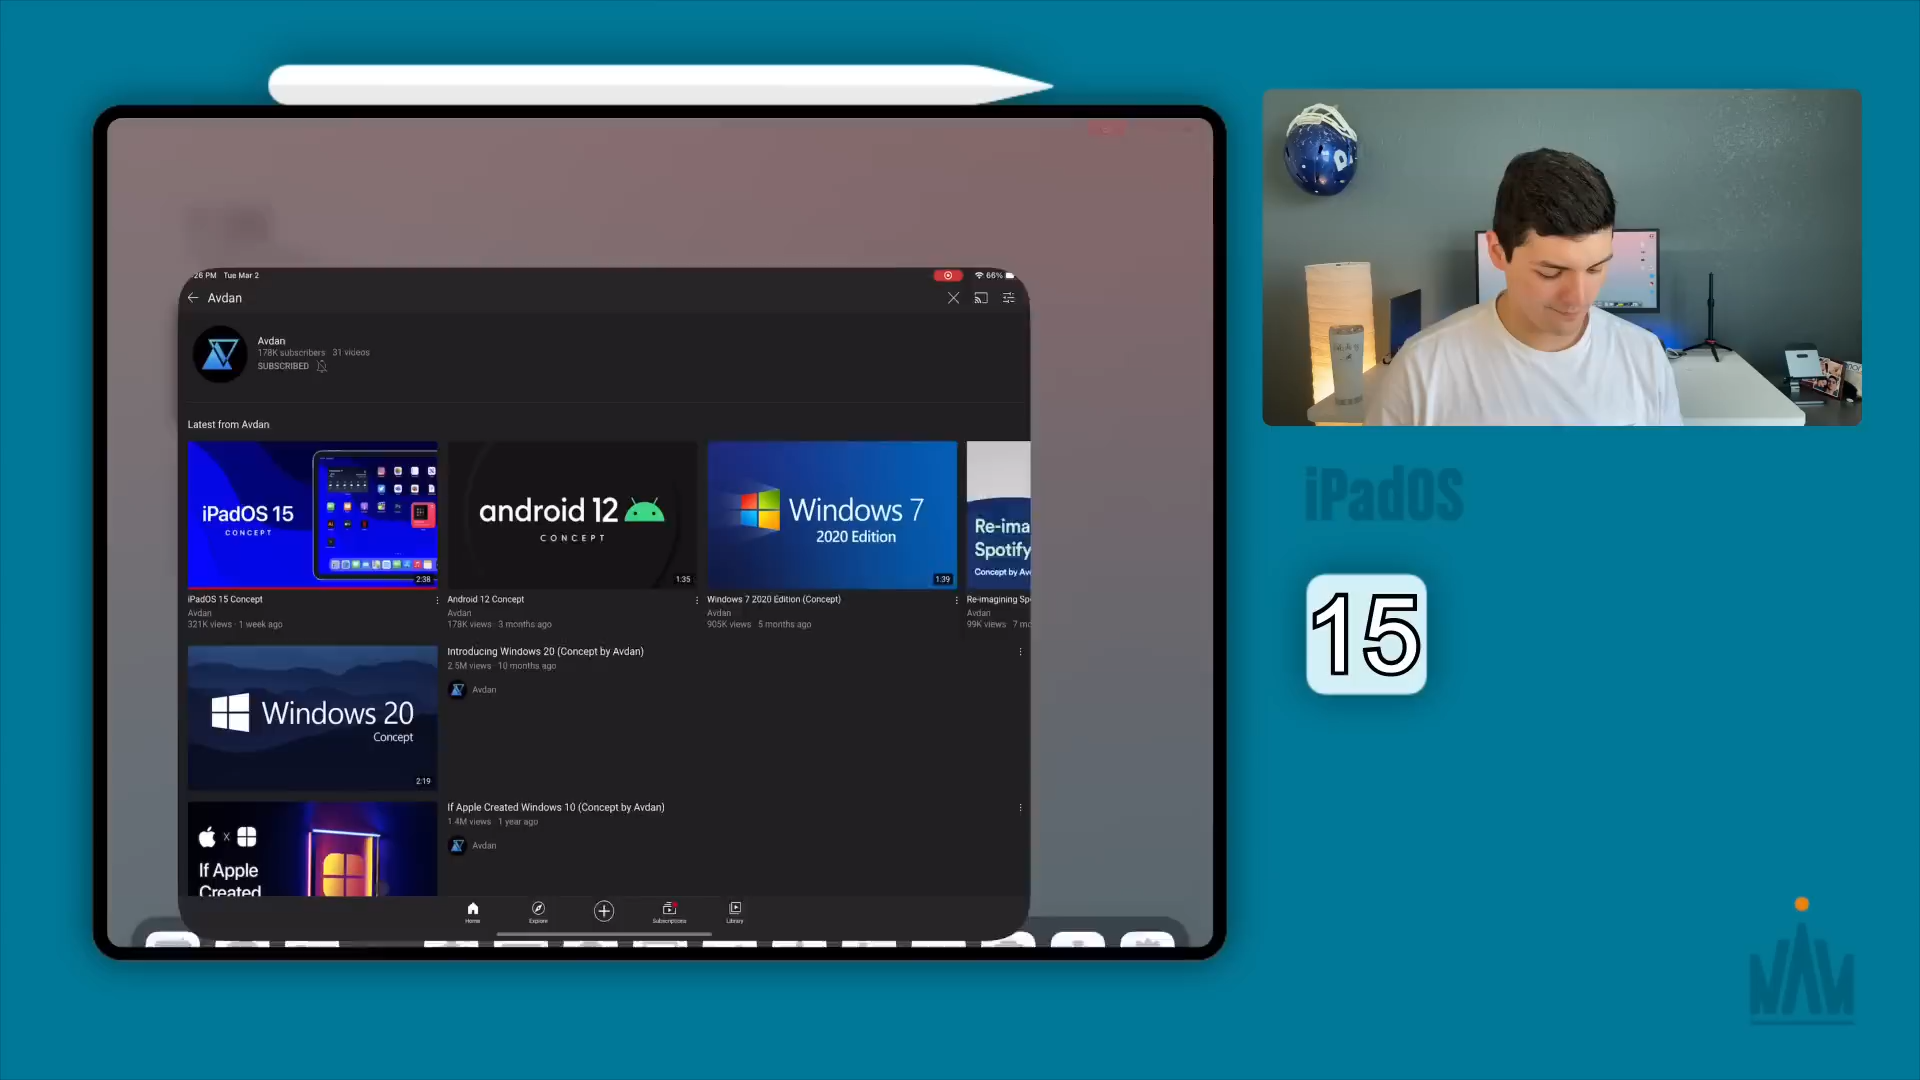 26 PM Tue Mar 2
66%
Avdan
Avdan
178K subscribers 31 videos
SUBSCRIBED
Latest from Avdan
iPadOS 15
CONCEPT
2:38
android 12
CONCEPT
1:35
Windows 7
2020 Edition
1:39
Re-ima
Spotify
Concept by Av
iPadOS 15 Concept
Avdan
321K views · 1 week ago
Android 12 Concept
Avdan
178K views · 3 months ago
Windows 7 2020 Edition (Concept)
Avdan
905K views · 5 months ago
Re-imagining Sp
Avdan
99K views · 7 mo
Windows 20
Concept
2:19
Introducing Windows 20 (Concept by Avdan)
2.5M views · 10 months ago
Avdan
x
If Apple
Created
If Apple Created Windows 10 (Concept by Avdan)
1.4M views · 1 year ago
Avdan
Home
Explore
Subscriptions
Library
iPadOS
15